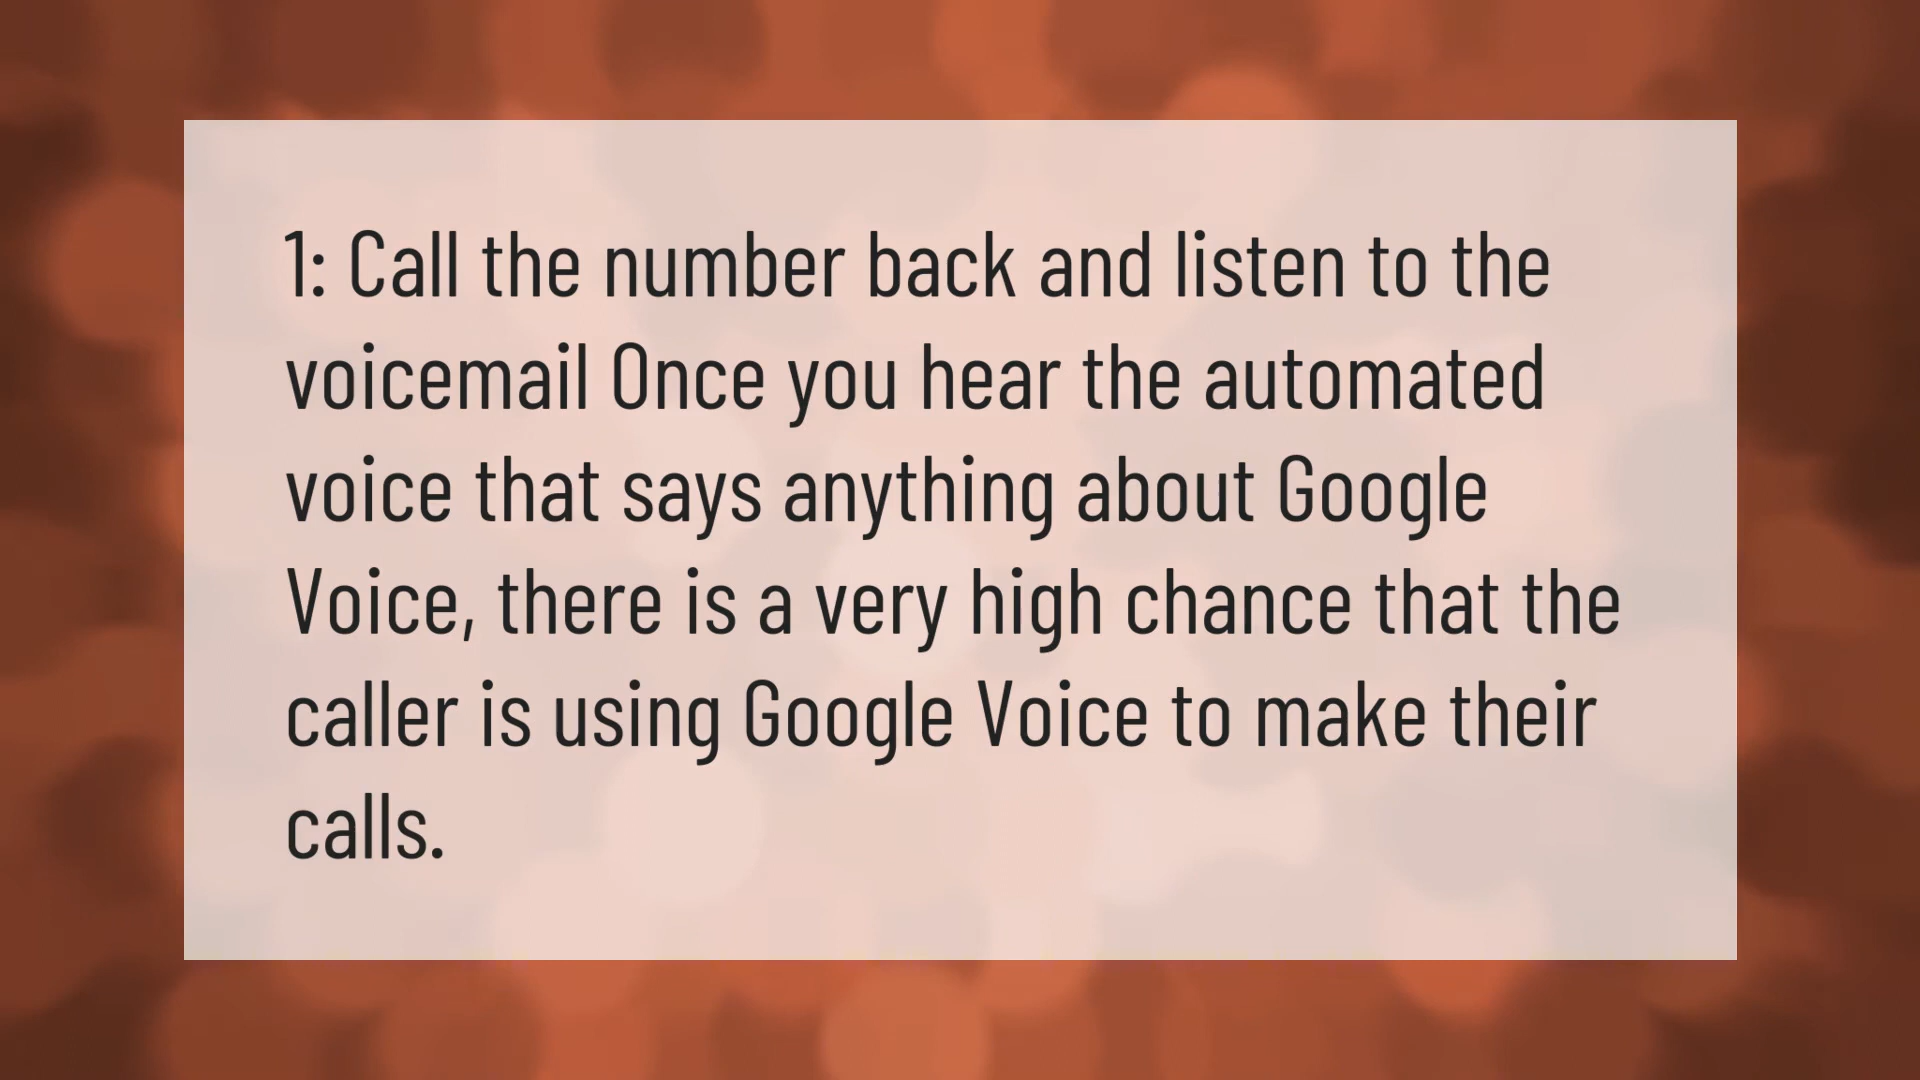 1: Call the number back and listen to the
voicemail Once you hear the automated
voice that says anything about Google
Voice, there is a very high chance that the
caller is using Google Voice to make their
calls.